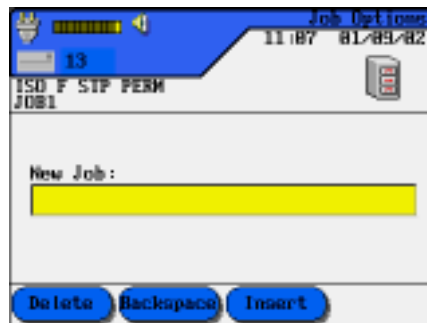 Job Options
11:07 01/09/02
13
ISO F STP PERM
JOB1
New Job:
Delete Backspace Insert